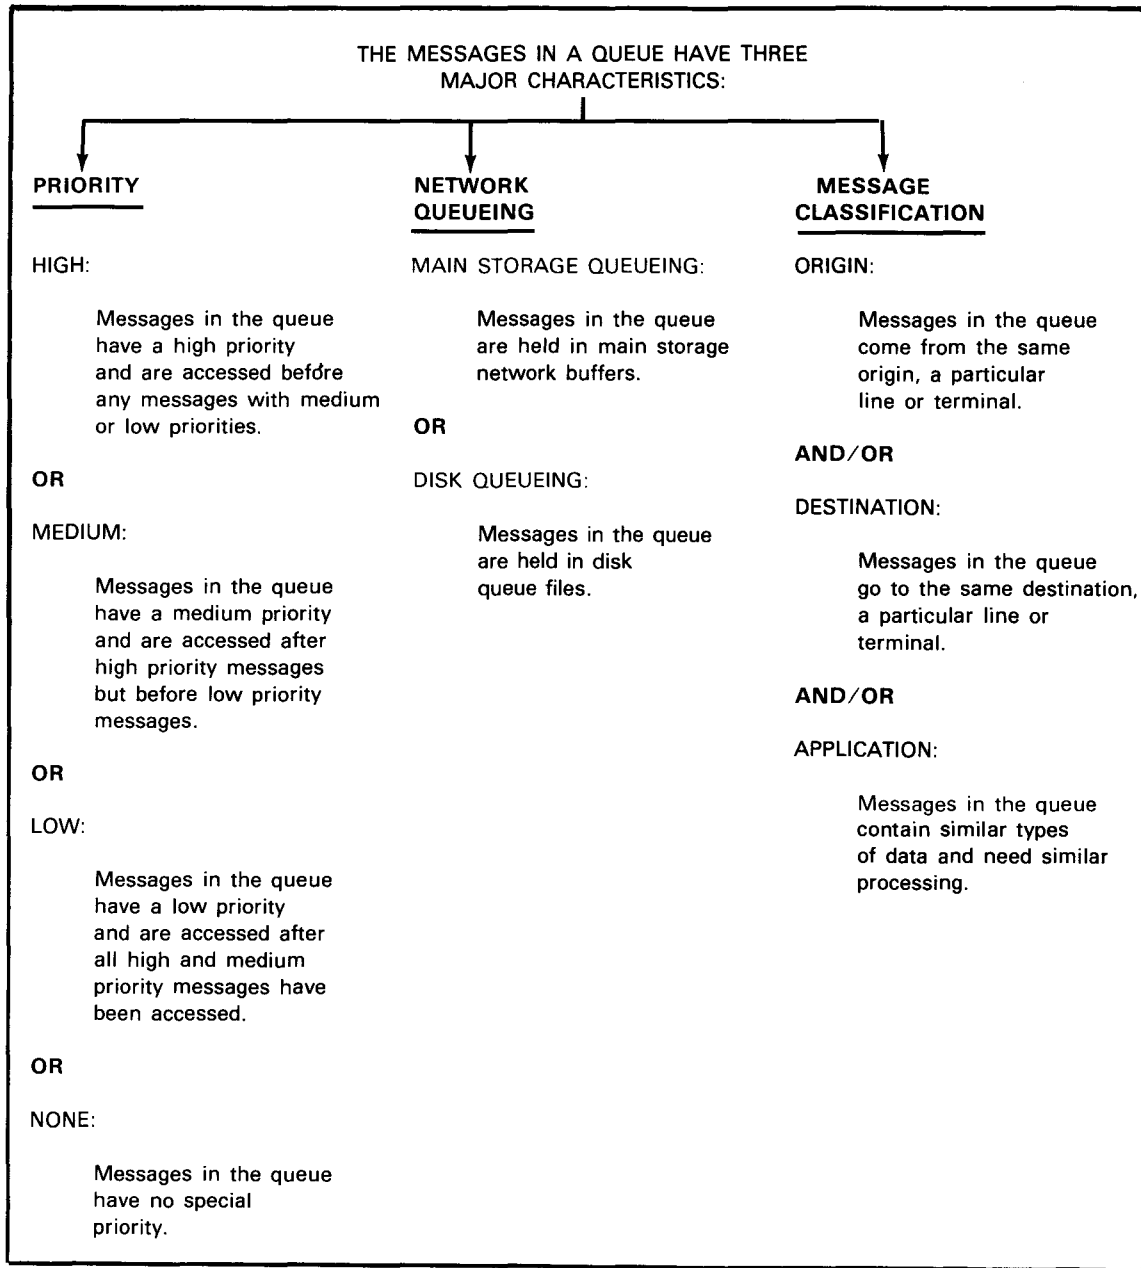 THE MESSAGES IN A QUEUE HAVE THREE
MAJOR CHARACTERISTICS:
PRIORITY
HIGH:
Messages in the queue
have a high priority
and are accessed before
any messages with medium
or low priorities.
OR
MEDIUM:
Messages in the queue
have a medium priority
and are accessed after
high priority messages
but before low priority
messages.
OR
LOW:
Messages in the queue
have a low priority
and are accessed after
all high and medium
priority messages have
been accessed.
OR
NONE:
Messages in the queue
have no special
priority.
NETWORK
QUEUEING
MAIN STORAGE QUEUEING:
Messages in the queue
are held in main storage
network buffers.
OR
DISK QUEUEING:
Messages in the queue
are held in disk
queue files.
MESSAGE
CLASSIFICATION
ORIGIN:
Messages in the queue
come from the same
origin, a particular
line or terminal.
AND/OR
DESTINATION:
Messages in the queue
go to the same destination,
a particular line or
terminal.
AND/OR
APPLICATION:
Messages in the queue
contain similar types
of data and need similar
processing.